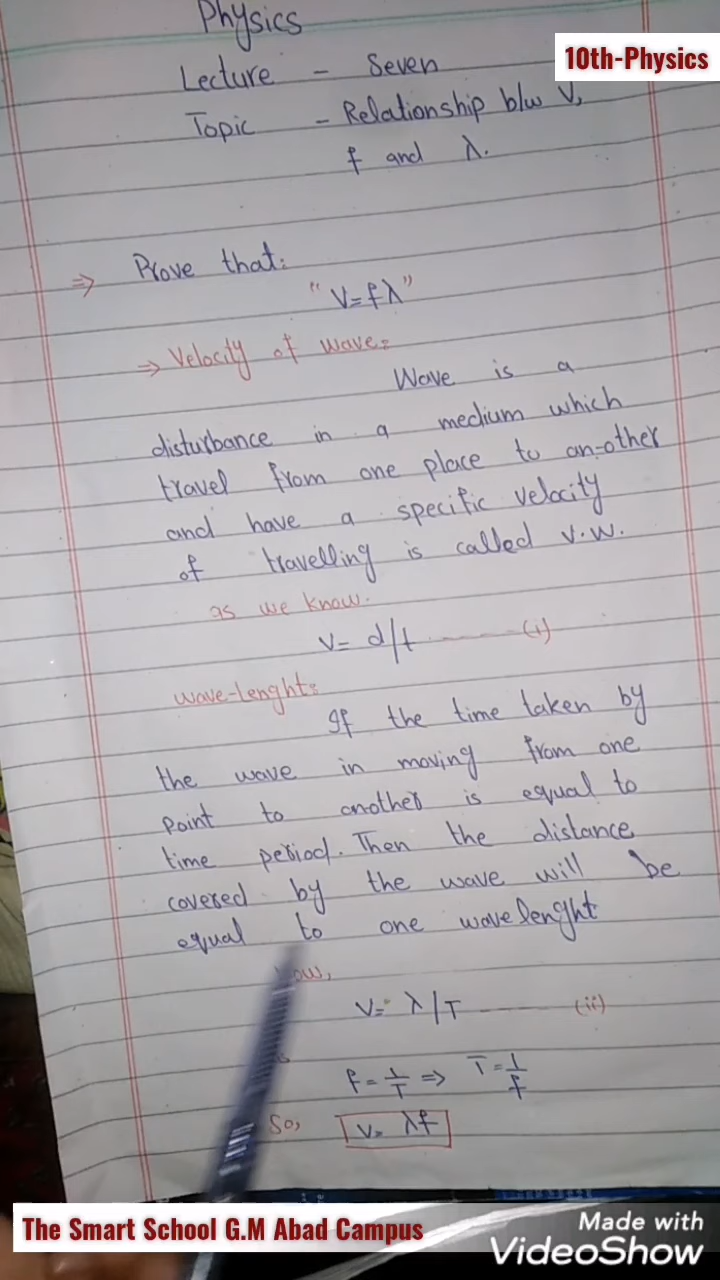 Physics
10th-Physics
Lecture - Seven
Topic - Relationship b/w V,
f and λ.
⇒ Prove that:
"V=fλ"
⇒ Velocity of wave:
Wave is a
disturbance in a medium which
travel from one place to an-other
and have a specific velocity
of travelling is called V.W.
as we know.
V= d/t ------ (i)
wave-lenght:
If the time taken by
the wave in moving from one
point to another is equal to
time period. Then the distance
covered by the wave will be
equal to one wavelenght
V= λ/T ------ (ii)
f = 1/T ⇒ T = 1/f
So, V= λf
The Smart School G.M Abad Campus
Made with
VideoShow